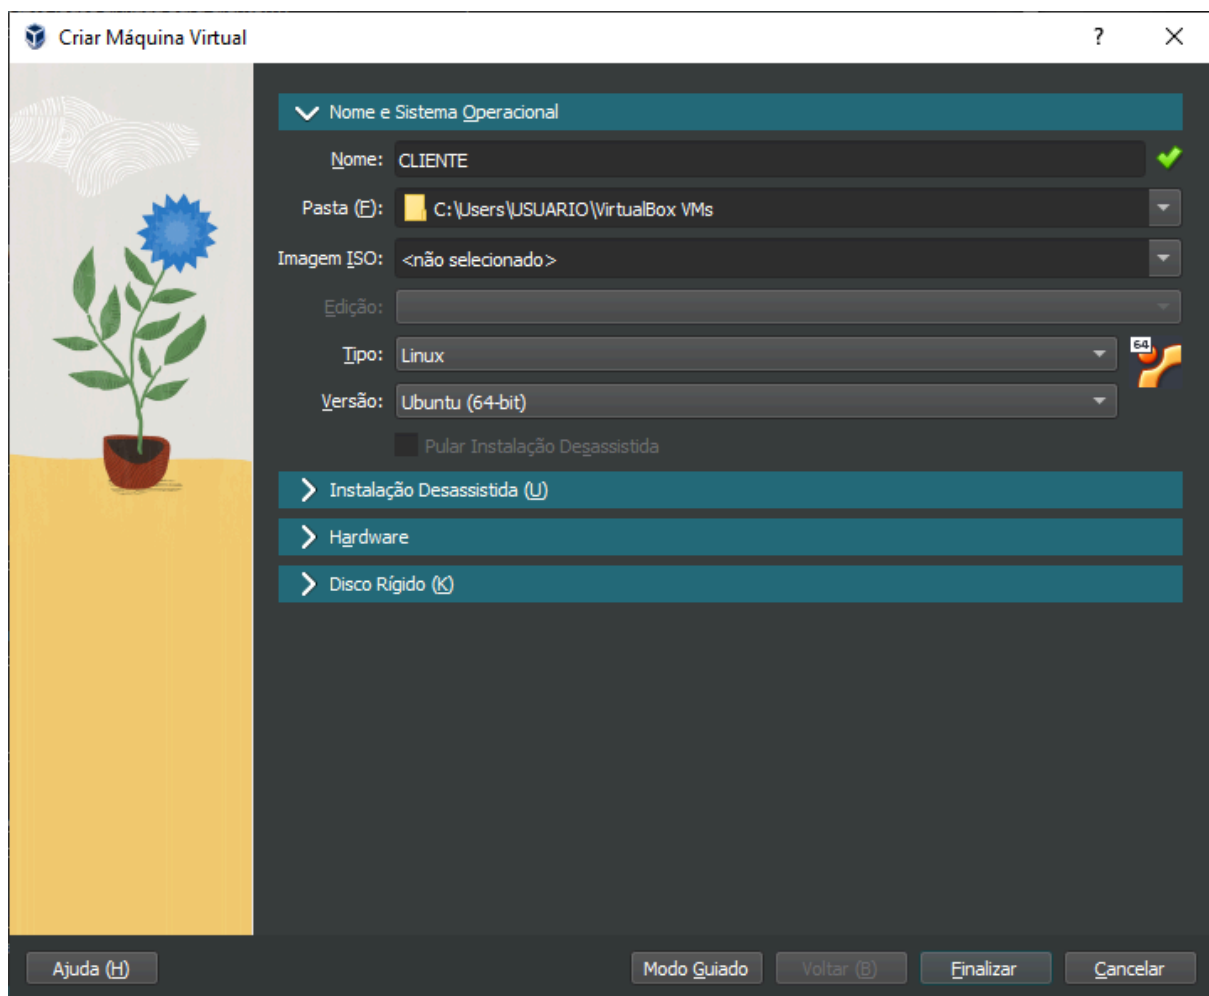 Criar Máquina Virtual ?
Nome e Sistema Operacional
Nome: CLIENTE
Pasta (F): C:\Users\USUARIO\VirtualBox VMs
Imagem ISO: <não selecionado>
Edição:
Tipo: Linux
64
Versão: Ubuntu (64-bit)
Pular Instalação Desassistida
Instalação Desassistida (U)
Hardware
Disco Rígido (K)
Ajuda (H) Modo Guiado Voltar (B) Finalizar Cancelar